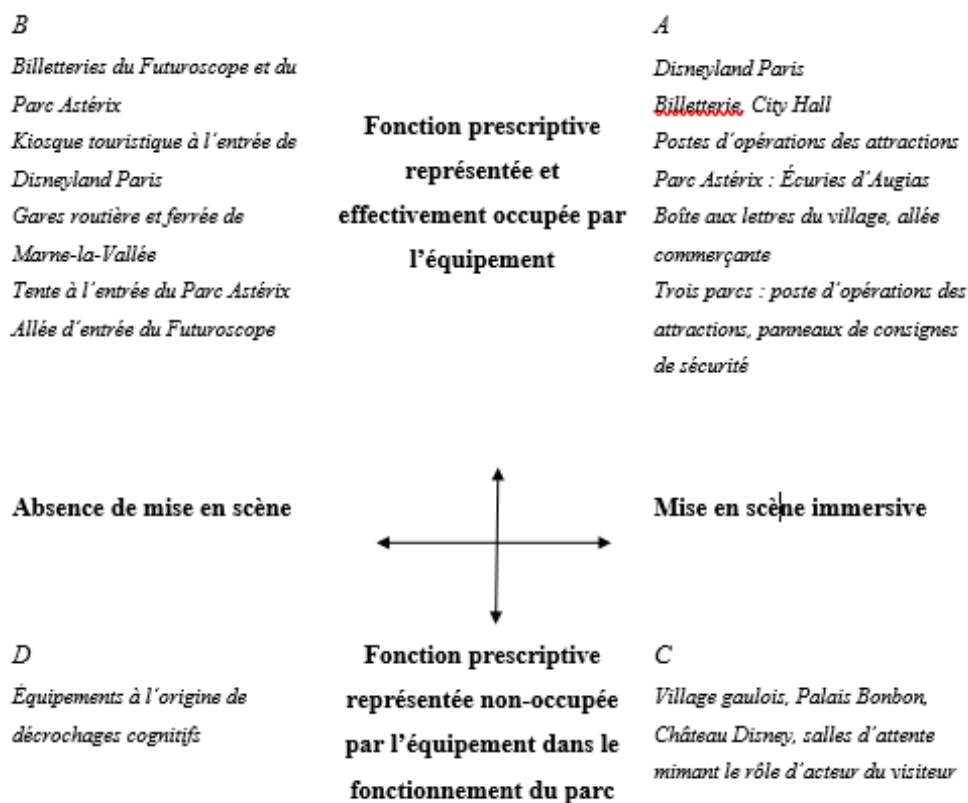 B
Billetteries du Futuroscope et du
Parc Astérix
Kiosque touristique à l'entrée de
Disneyland Paris
Gares routière et ferrée de
Marne-la-Vallée
Tente à l'entrée du Parc Astérix
Allée d'entrée du Futuroscope
Fonction prescriptive
représentée et
effectivement occupée par
l'équipement
A
Disneyland Paris
Billetterie, City Hall
Postes d'opérations des attractions
Parc Astérix : Écuries d'Augias
Boîte aux lettres du village, allée
commerçante
Trois parcs : poste d'opérations des
attractions, panneaux de consignes
de sécurité
Absence de mise en scène
Mise en scène immersive
D
Équipements à l'origine de
décrochages cognitifs
Fonction prescriptive
représentée non-occupée
par l'équipement dans le
fonctionnement du parc
C
Village gaulois, Palais Bonbon,
Château Disney, salles d'attente
mimant le rôle d'acteur du visiteur